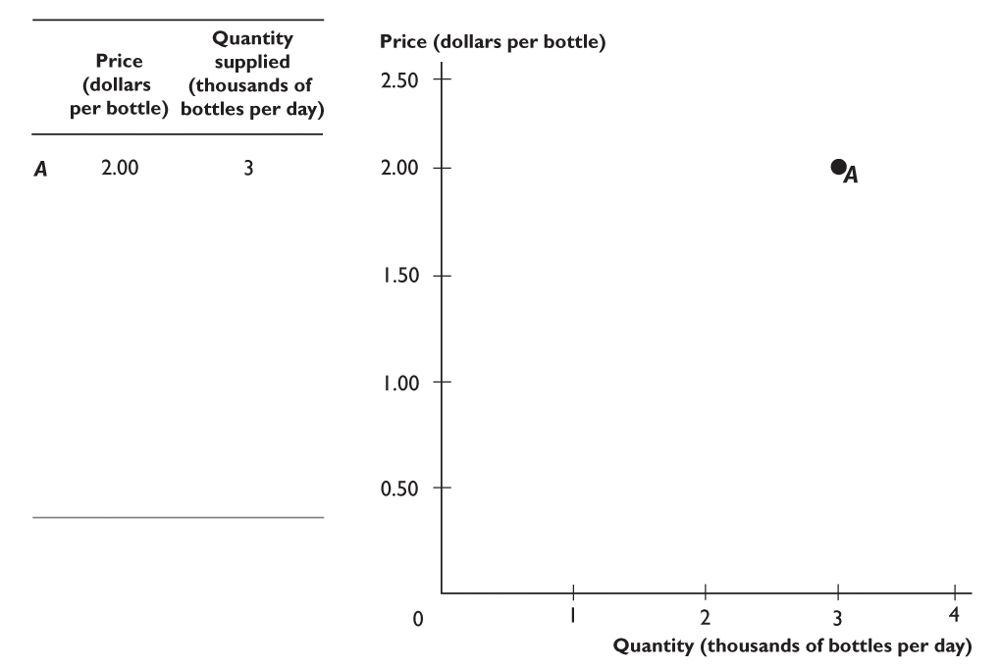 Price
(dollars
per bottle)
Quantity
supplied
(thousands of
bottles per day)
A 2.00 3
Price (dollars per bottle)
2.50
2.00
A
1.50
1.00
0.50
0 1 2 3 4
Quantity (thousands of bottles per day)